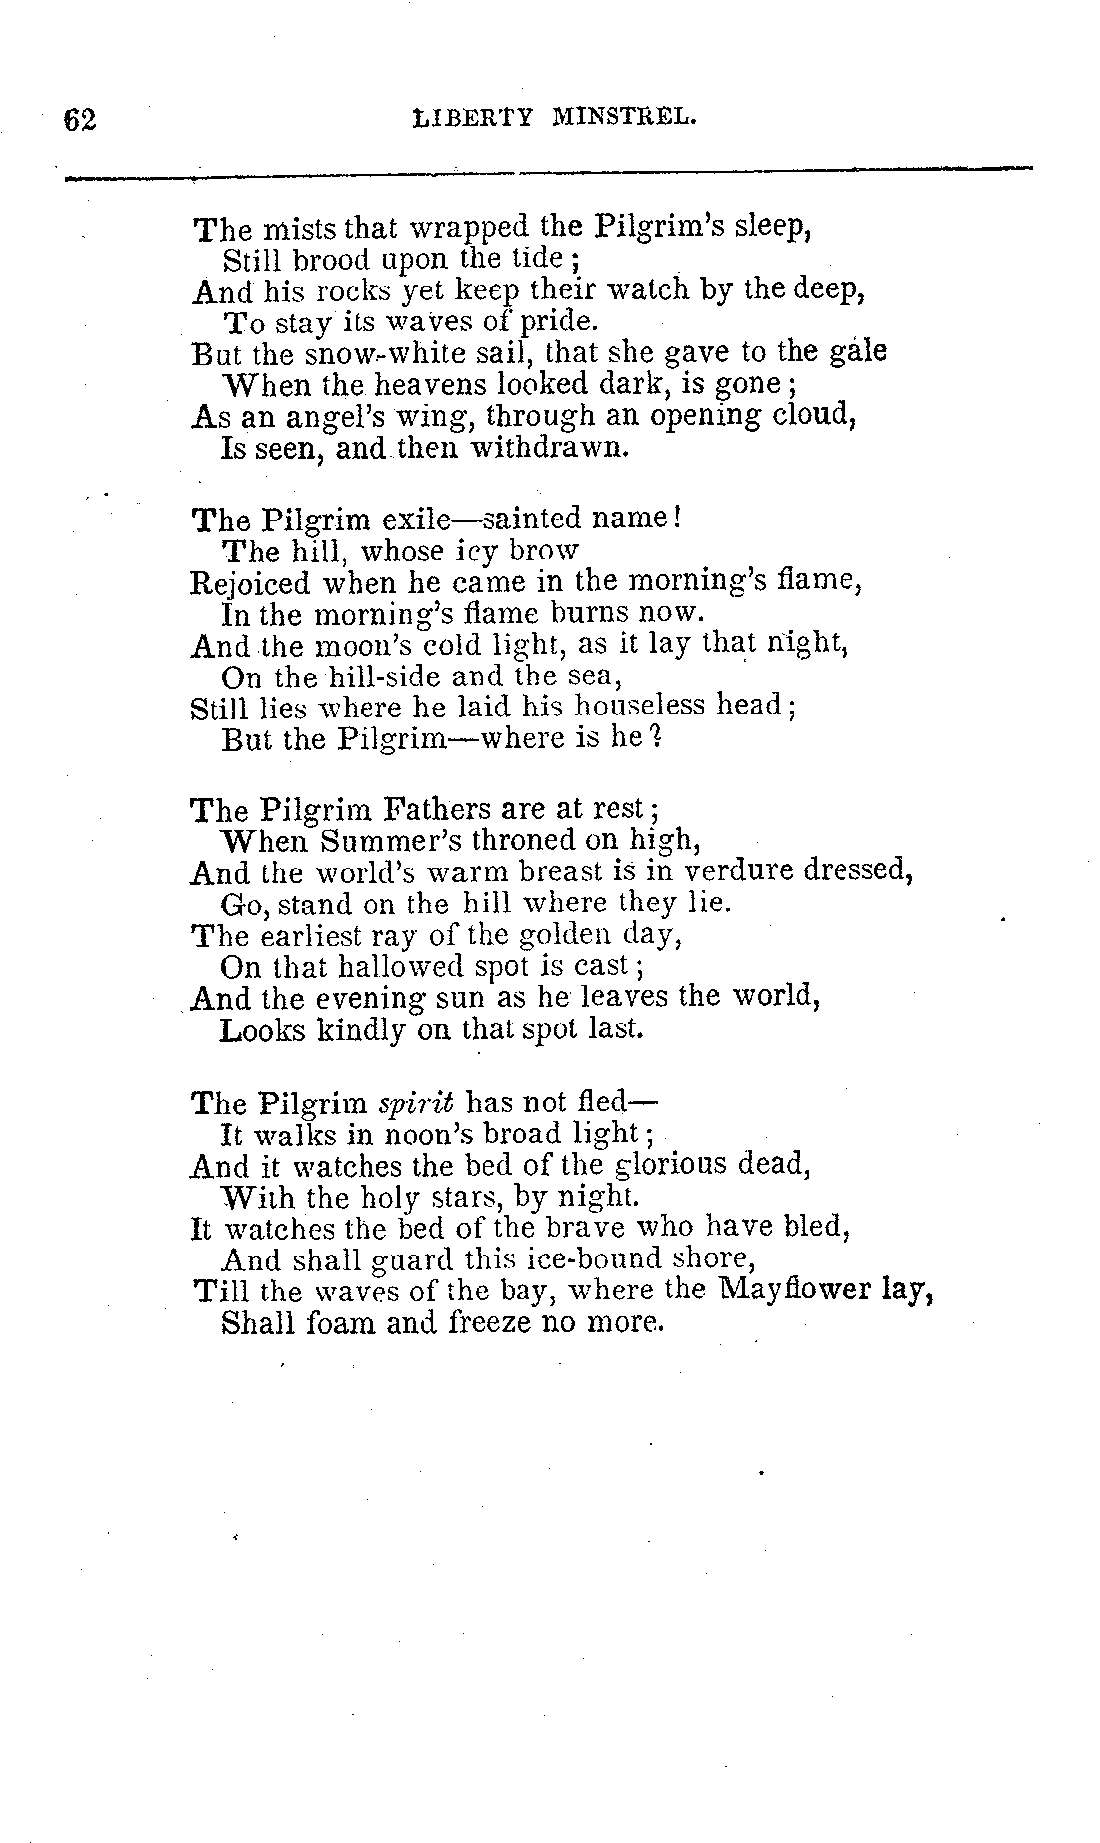 62 LIBERTY MINSTREL.
The mists that wrapped the Pilgrim's sleep,
Still brood upon the tide;
And his rocks yet keep their watch by the deep,
To stay its waves of pride.
But the snow-white sail, that she gave to the gale
When the heavens looked dark, is gone;
As an angel's wing, through an opening cloud,
Is seen, and then withdrawn.
The Pilgrim exile—sainted name!
The hill, whose icy brow
Rejoiced when he came in the morning's flame,
In the morning's flame burns now.
And the moon's cold light, as it lay that night,
On the hill-side and the sea,
Still lies where he laid his houseless head;
But the Pilgrim—where is he?
The Pilgrim Fathers are at rest;
When Summer's throned on high,
And the world's warm breast is in verdure dressed,
Go, stand on the hill where they lie.
The earliest ray of the golden day,
On that hallowed spot is cast;
And the evening sun as he leaves the world,
Looks kindly on that spot last.
The Pilgrim spirit has not fled—
It walks in noon's broad light;
And it watches the bed of the glorious dead,
With the holy stars, by night.
It watches the bed of the brave who have bled,
And shall guard this ice-bound shore,
Till the waves of the bay, where the Mayflower lay,
Shall foam and freeze no more.